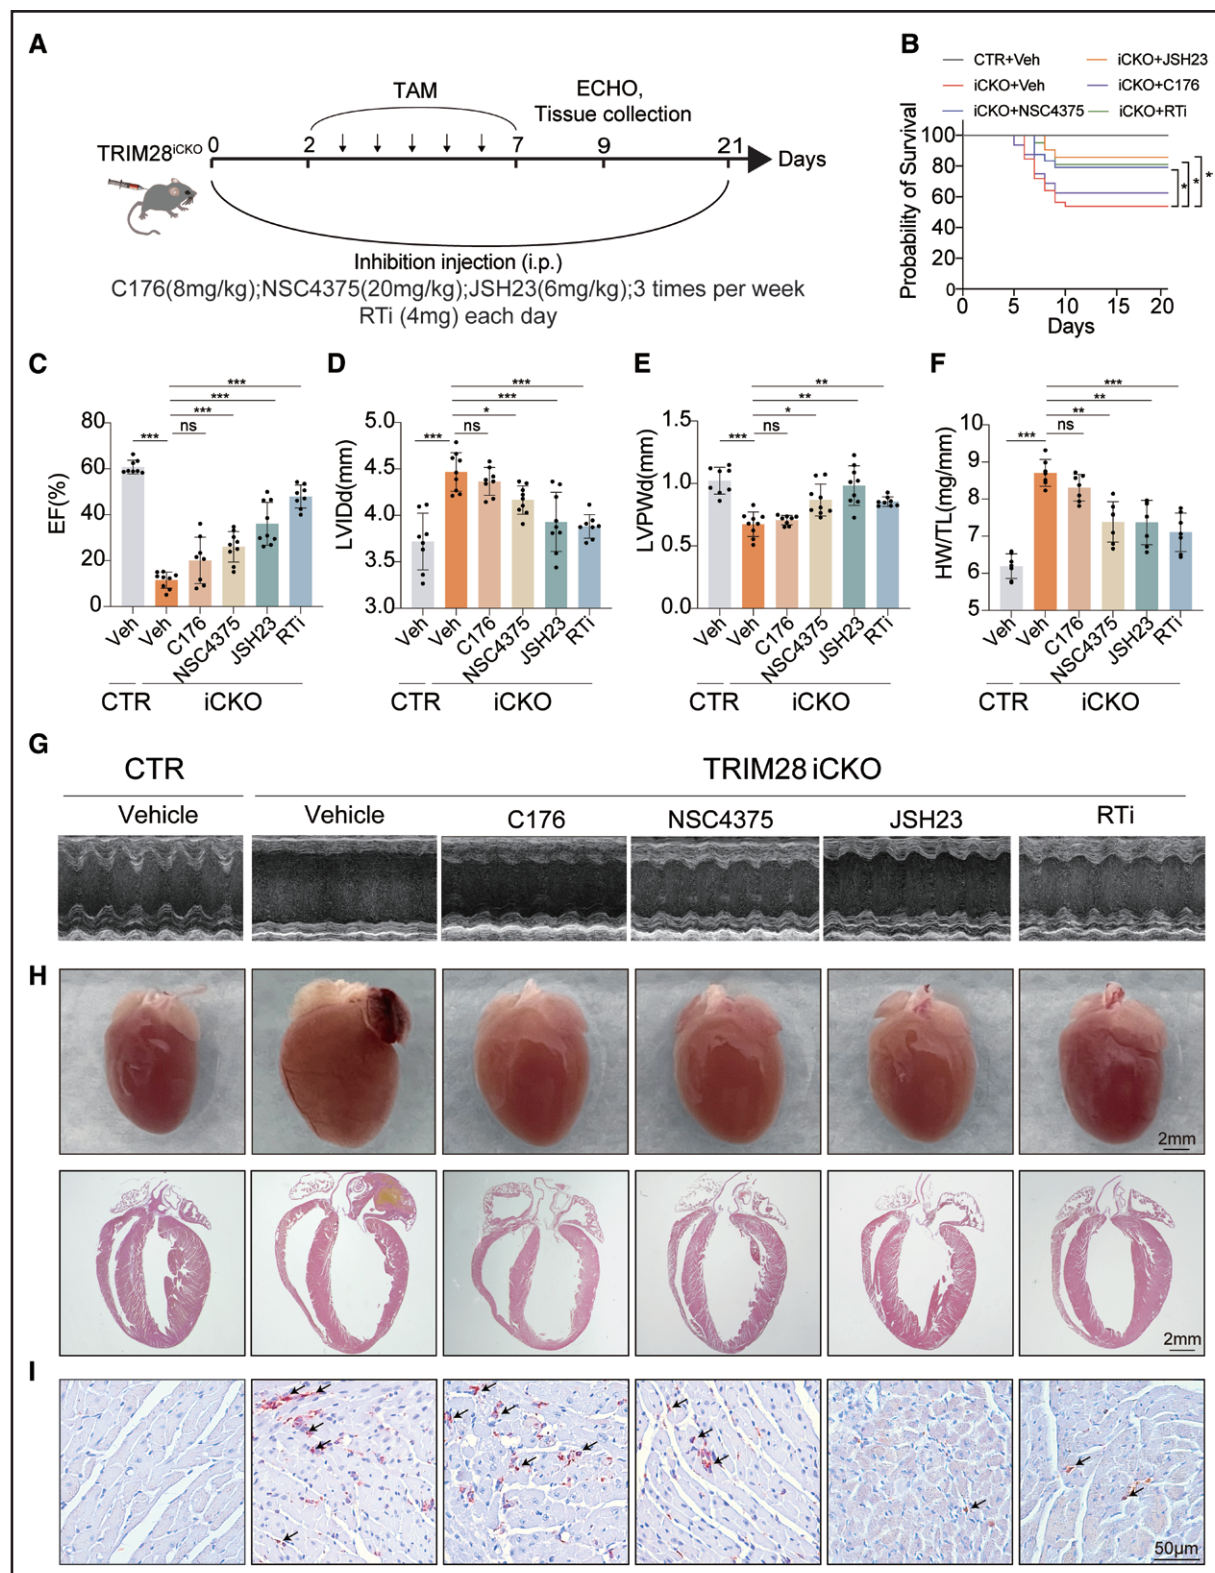 A
TAM
ECHO,
Tissue collection
0 2 7 9 21
TRIM28iCKO
Days
Inhibition injection (i.p.)
C176(8mg/kg);NSC4375(20mg/kg);JSH23(6mg/kg);3 times per week
RTi (4mg) each day
B
CTR+Veh
iCKO+JSH23
iCKO+Veh
iCKO+C176
iCKO+NSC4375
iCKO+RTi
Probability of Survival
100
80
60
40
20
0
0 5 10 15 20
Days
* * *
C
EF(%)
80
60
40
20
0
***
***
***
ns
***
Veh Veh C176 NSC4375 JSH23 RTi
CTR iCKO
D
LVIDd(mm)
5.0
4.5
4.0
3.5
3.0
***
***
*
ns
***
Veh Veh C176 NSC4375 JSH23 RTi
CTR iCKO
E
LVPWd(mm)
1.5
1.0
0.5
0.0
**
**
*
ns
***
Veh Veh C176 NSC4375 JSH23 RTi
CTR iCKO
F
HW/TL(mg/mm)
10
9
8
7
6
5
***
**
**
ns
***
Veh Veh C176 NSC4375 JSH23 RTi
CTR iCKO
G
CTR
TRIM28 iCKO
Vehicle Vehicle C176 NSC4375 JSH23 RTi
H
2mm
2mm
I
50μm